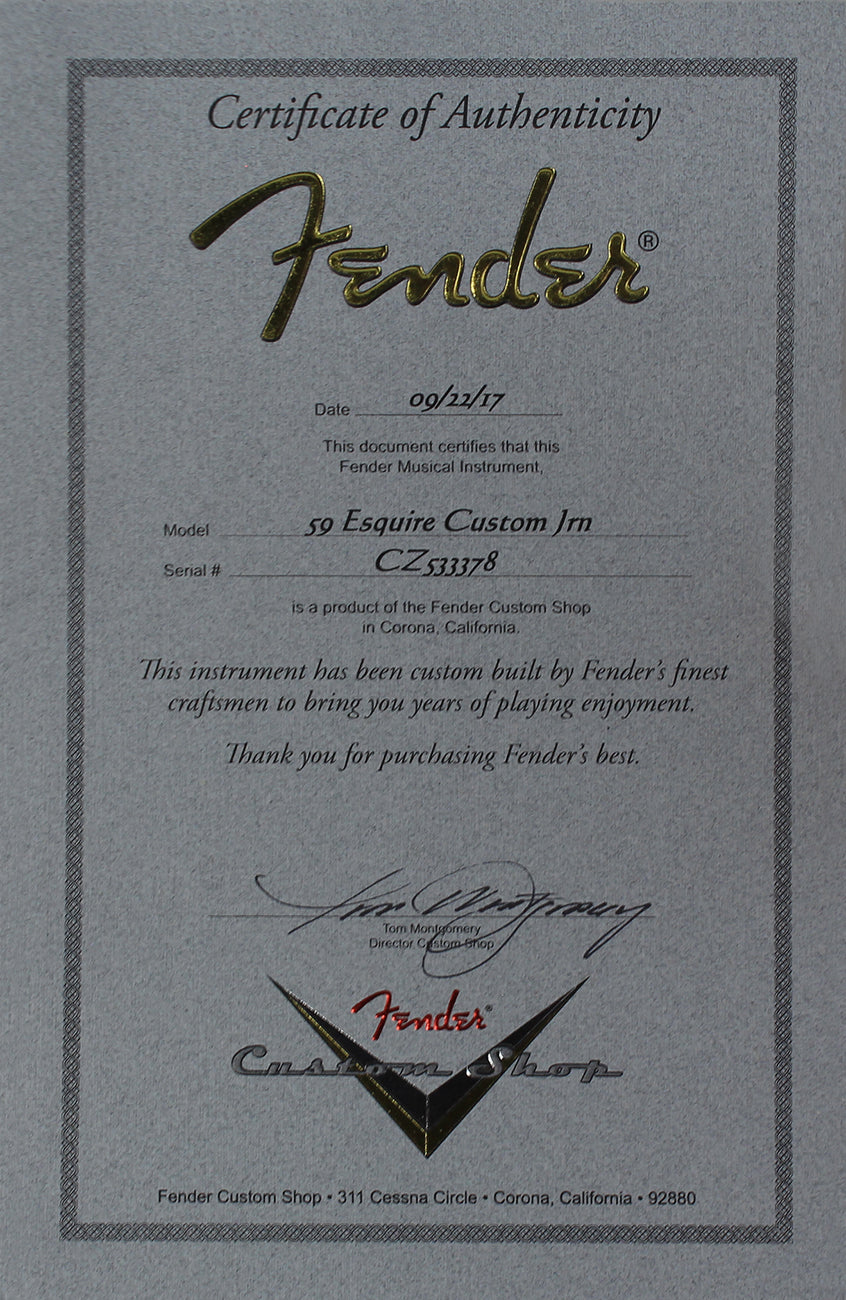 Certificate of Authenticity
Fender®
Date 09/22/17
This document certifies that this
Fender Musical Instrument,
Model 59 Esquire Custom Jrn
Serial # CZ533378
is a product of the Fender Custom Shop
in Corona, California.
This instrument has been custom built by Fender's finest
craftsmen to bring you years of playing enjoyment.
Thank you for purchasing Fender's best.
Tom Montgomery
Tom Montgomery
Director Custom Shop
Fender®
Custom Shop
Fender Custom Shop • 311 Cessna Circle • Corona, California • 92880